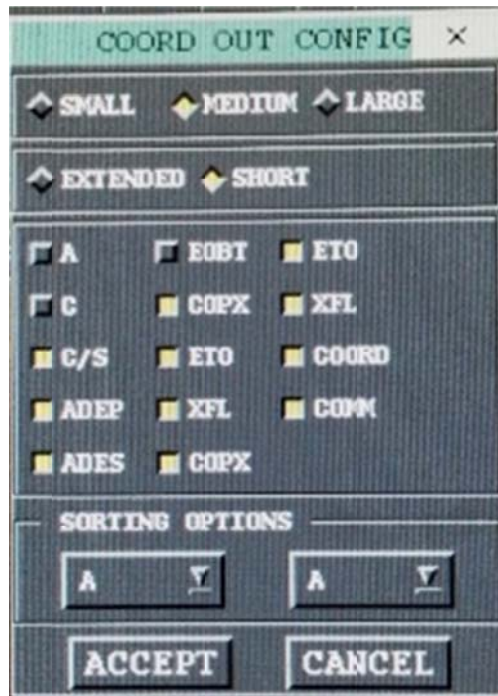 COORD OUT CONFIG ×
SMALL MEDIUM LARGE
EXTENDED SHORT
A EOBT ETO
C COPX XFL
C/S ETO COORD
ADEP XFL COMM
ADES COPX
SORTING OPTIONS
A A
ACCEPT CANCEL